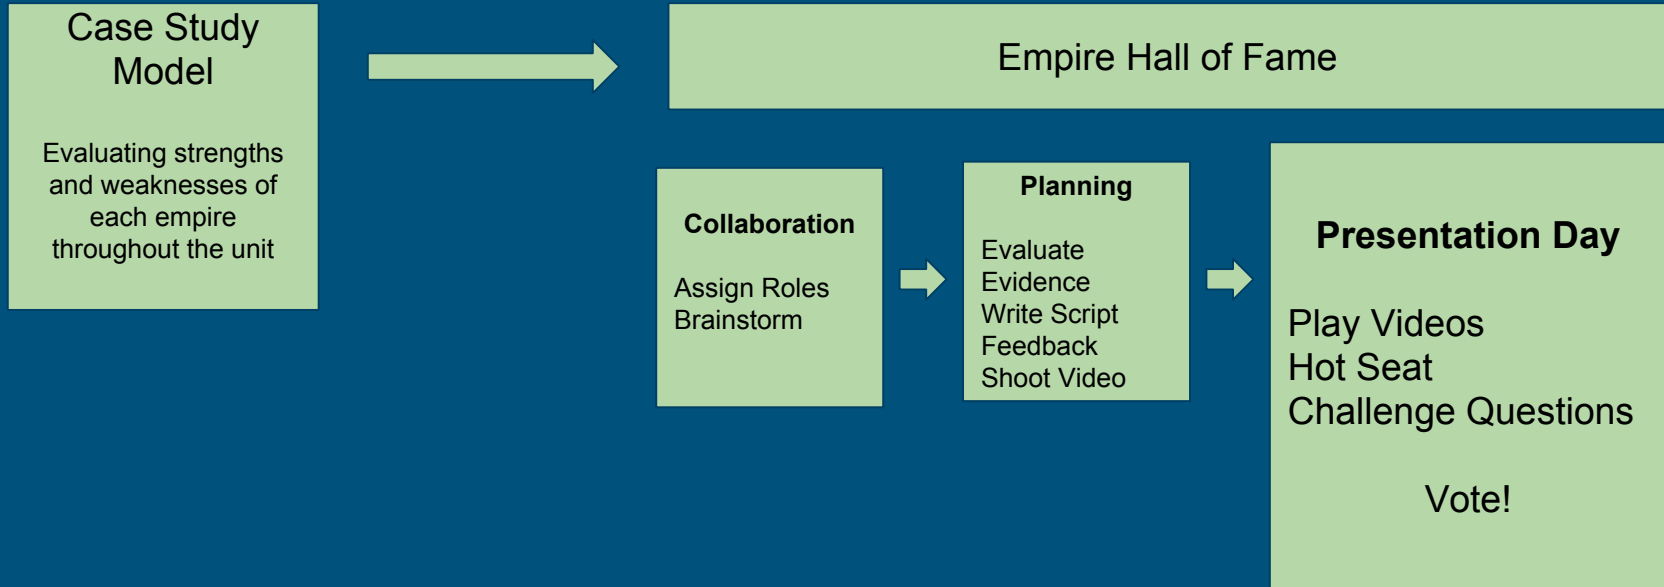 Case Study
Model
Evaluating strengths
and weaknesses of
each empire
throughout the unit
Empire Hall of Fame
Collaboration
Assign Roles
Brainstorm
Planning
Evaluate
Evidence
Write Script
Feedback
Shoot Video
Presentation Day
Play Videos
Hot Seat
Challenge Questions
Vote!